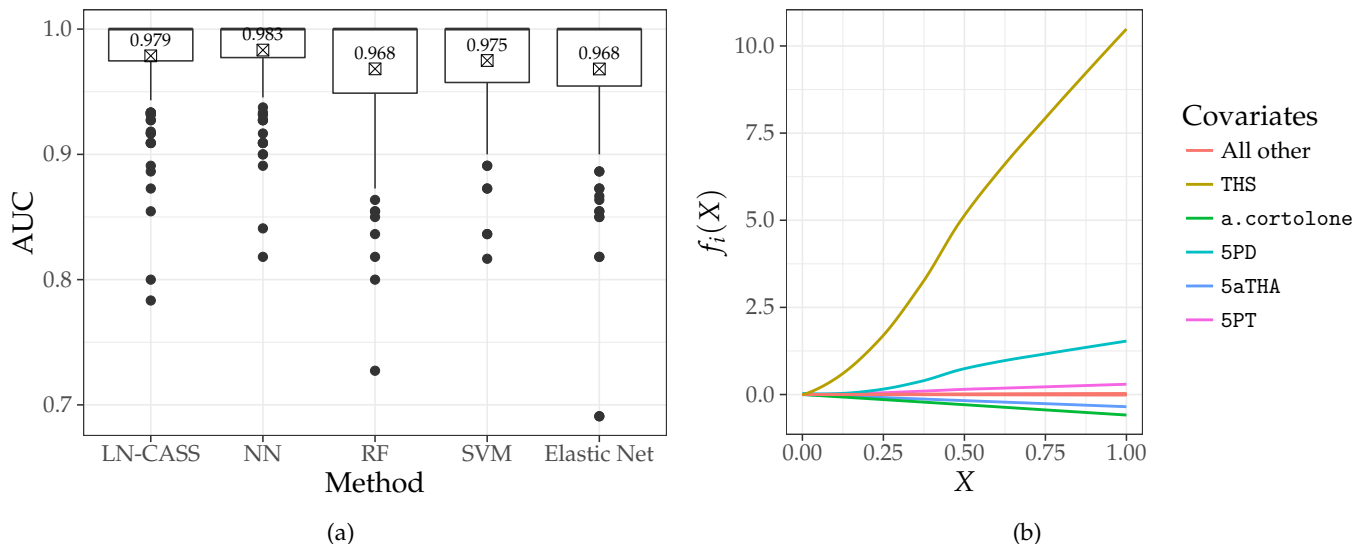 1.0
0.9
0.8
0.7
AUC
0.979
0.983
0.968
0.975
0.968
LN-CASS NN RF SVM Elastic Net
Method
(a)
10.0
7.5
5.0
2.5
0.0
f_i(X)
0.00 0.25 0.50 0.75 1.00
X
(b)
Covariates
All other
THS
a.cortolone
5PD
5aTHA
5PT